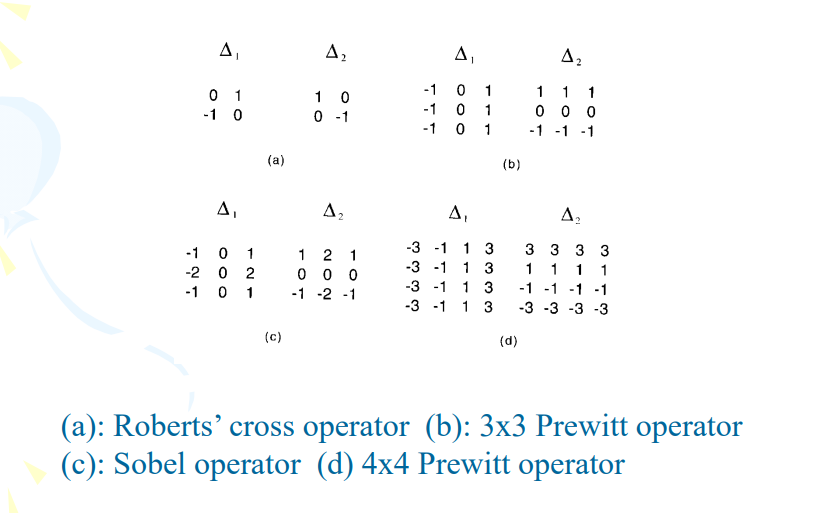 Δ₁ Δ₂ Δ₁ Δ₂
0 1 1 0 -1 0 1 1 1 1
-1 0 0 -1 -1 0 1 0 0 0
-1 0 1 -1 -1 -1
(a) (b)
Δ₁ Δ₂ Δ₁ Δ₂
-1 0 1 1 2 1 -3 -1 1 3 3 3 3 3
-2 0 2 0 0 0 -3 -1 1 3 1 1 1 1
-1 0 1 -1 -2 -1 -3 -1 1 3 -1 -1 -1 -1
-3 -1 1 3 -3 -3 -3 -3
(c) (d)
(a): Roberts’ cross operator (b): 3x3 Prewitt operator
(c): Sobel operator (d) 4x4 Prewitt operator